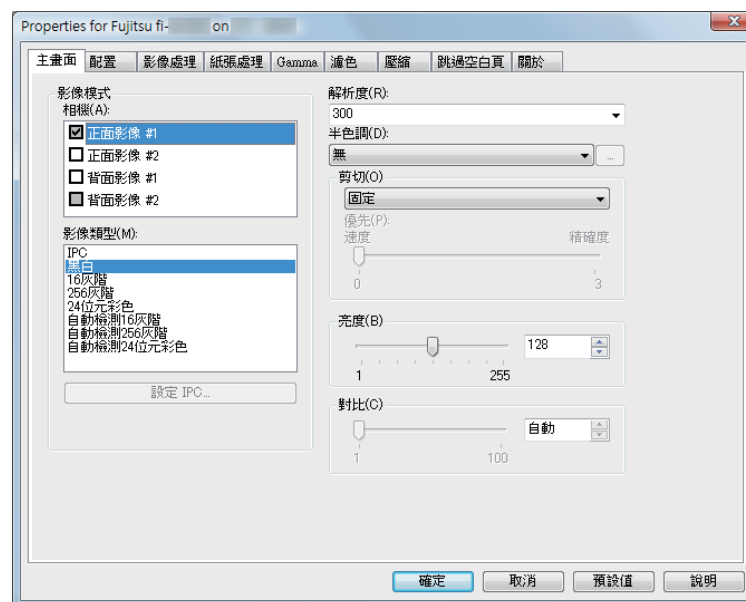 Properties for Fujitsu fi- on
主畫面 配置 影像處理 紙張處理 Gamma 濾色 壓縮 跳過空白頁 關於
影像模式
相機(A):
正面影像 #1
正面影像 #2
背面影像 #1
背面影像 #2
影像類型(M):
IPC
黑白
16灰階
256灰階
24位元彩色
自動檢測16灰階
自動檢測256灰階
自動檢測24位元彩色
設定 IPC...
解析度(R):
300
半色調(D):
無
...
剪切(O)
固定
優先(P):
速度 精確度
0 3
亮度(B)
128
1 255
對比(C)
自動
1 100
確定 取消 預設值 說明